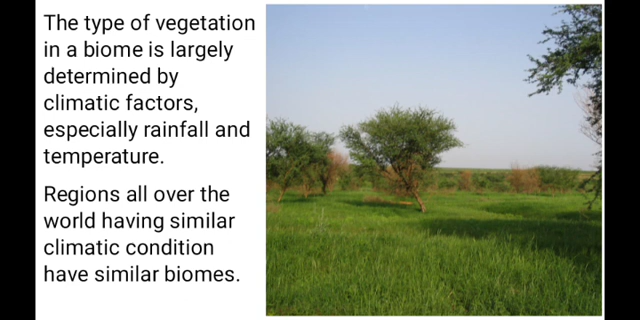 The type of vegetation
in a biome is largely
determined by
climatic factors,
especially rainfall and
temperature.
Regions all over the
world having similar
climatic condition
have similar biomes.